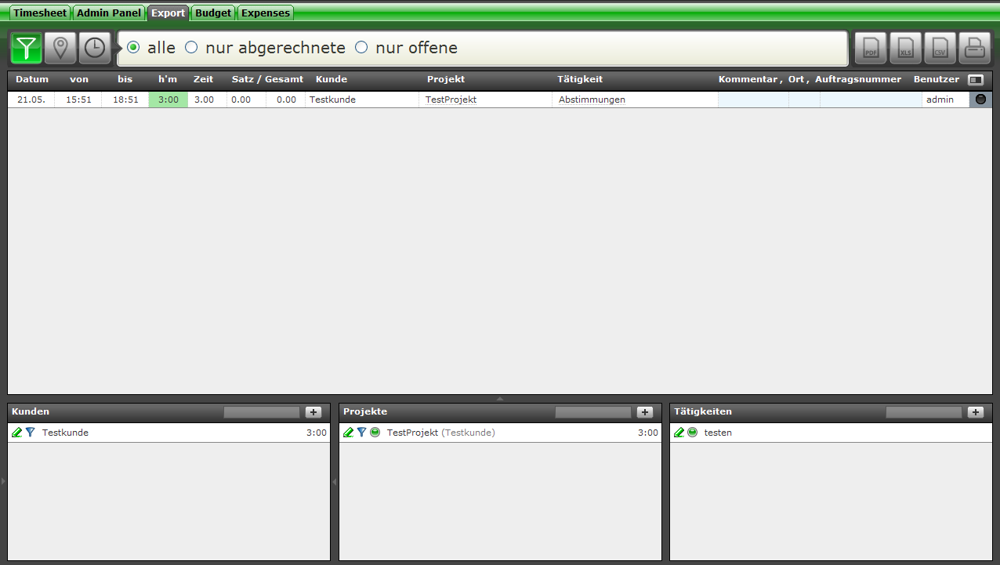 Timesheet Admin Panel Export Budget Expenses
alle nur abgerechnete nur offene PDF XLS CSV
Datum von bis h'm Zeit Satz / Gesamt Kunde Projekt Tätigkeit Kommentar , Ort , Auftragsnummer Benutzer
21.05. 15:51 18:51 3:00 3.00 0.00 0.00 Testkunde TestProjekt Abstimmungen admin
Kunden + Projekte + Tätigkeiten +
Testkunde 3:00 TestProjekt (Testkunde) 3:00 testen